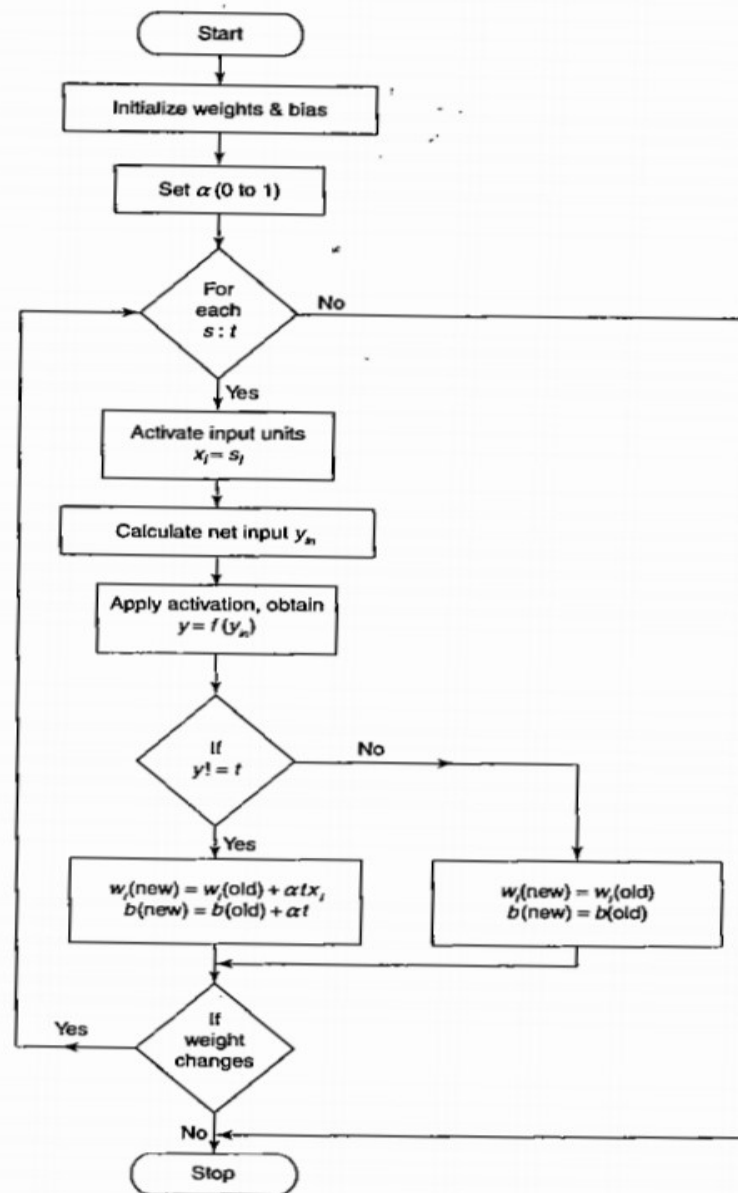 Start
Initialize weights & bias
Set α (0 to 1)
For
each
s : t
No
Yes
Activate input units
xᵢ = sᵢ
Calculate net input yᵢₙ
Apply activation, obtain
y = f (yᵢₙ)
If
y! = t
No
Yes
wᵢ(new) = wᵢ(old) + αtxᵢ
b(new) = b(old) + αt
wᵢ(new) = wᵢ(old)
b(new) = b(old)
If
weight
changes
Yes
No
Stop